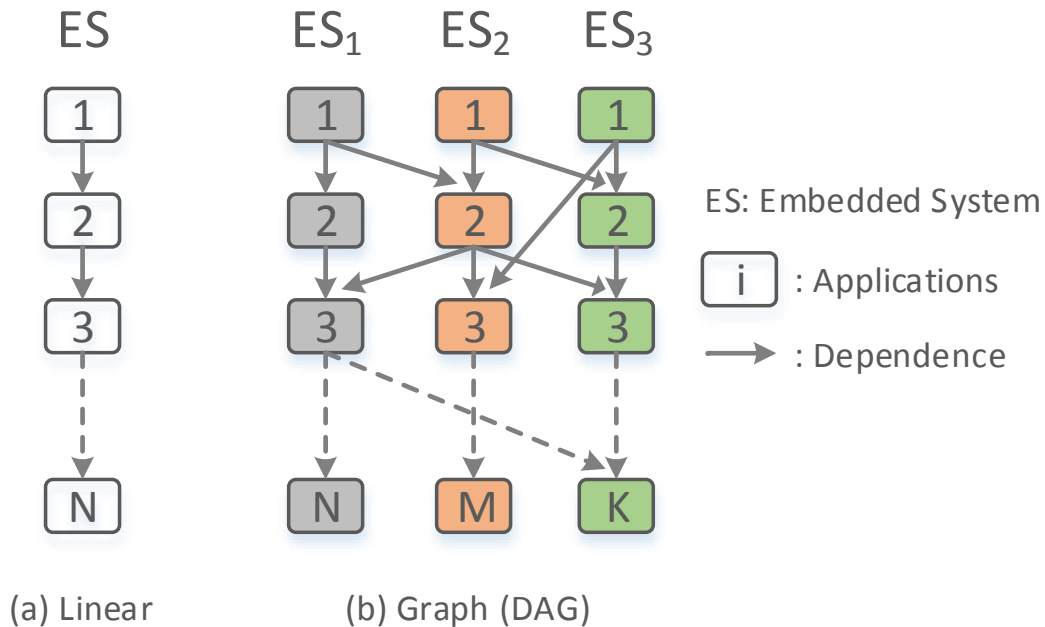 ES ES₁ ES₂ ES₃
1 1 1 1
2 2 2 2
ES: Embedded System
i : Applications
3 3 3 3
: Dependence
N N M K
(a) Linear (b) Graph (DAG)